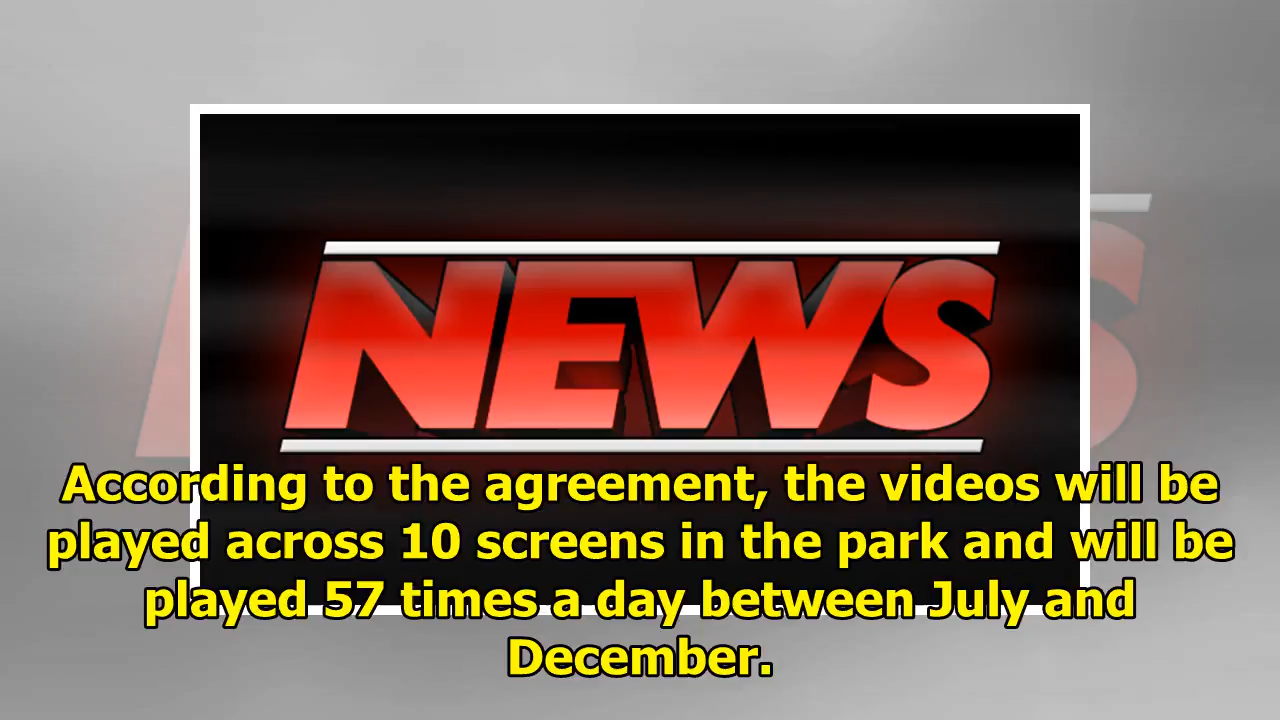 NEWS
According to the agreement, the videos will be
played across 10 screens in the park and will be
played 57 times a day between July and
December.